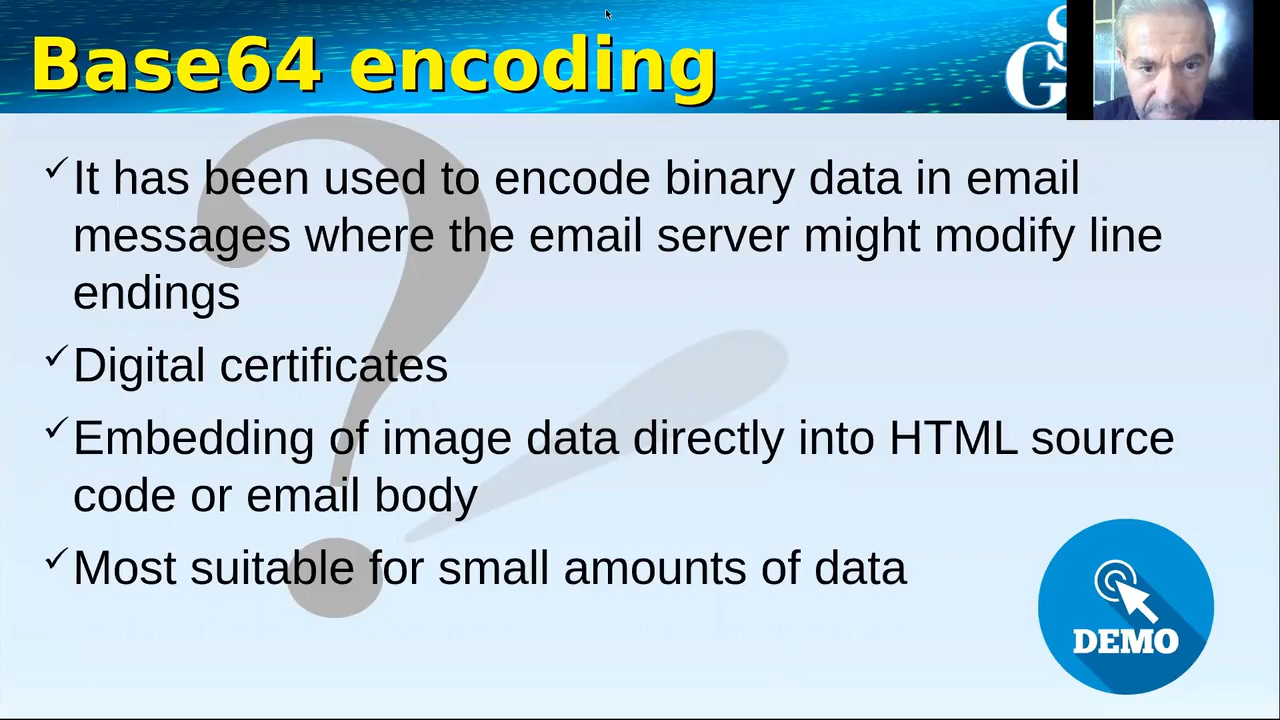 Base64 encoding
S
G
It has been used to encode binary data in email
messages where the email server might modify line
endings
Digital certificates
Embedding of image data directly into HTML source
code or email body
Most suitable for small amounts of data
DEMO